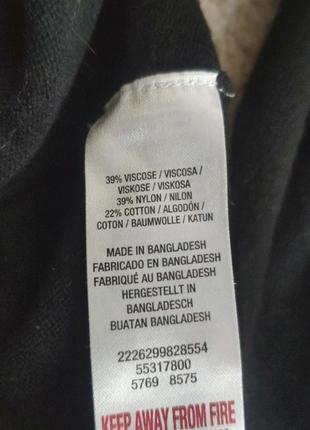 39% VISCOSE / VISCOSA /
VISKOSE / VISKOSA
39% NYLON / NILON
22% COTTON / ALGODÓN /
COTON / BAUMWOLLE / KATUN
MADE IN BANGLADESH
FABRICADO EN BANGLADESH
FABRIQUÉ AU BANGLADESH
HERGESTELLT IN
BANGLADESCH
BUATAN BANGLADESH
2226299828554
55317800
5769 8575
KEEP AWAY FROM FIRE